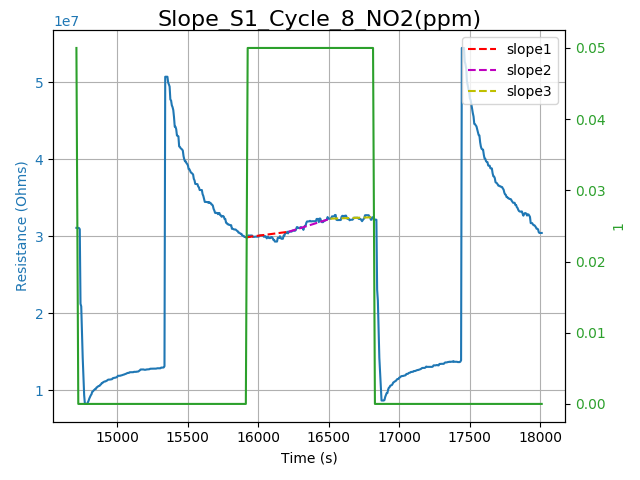 Slope_S1_Cycle_8_NO2(ppm)
1e7
slope1
slope2
slope3
5
4
3
2
1
0.05
0.04
0.03
0.02
0.01
0.00
Resistance (Ohms)
1
15000 15500 16000 16500 17000 17500 18000
Time (s)